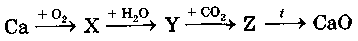 Ca —+ O₂→ X —+ H₂O→ Y —+ CO₂→ Z —t→ CaO